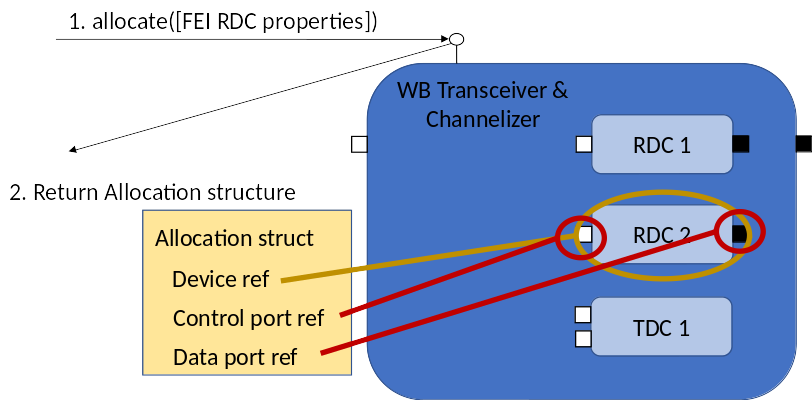 1. allocate([FEI RDC properties])
WB Transceiver &
Channelizer
RDC 1
2. Return Allocation structure
Allocation struct
Device ref
Control port ref
Data port ref
RDC 2
TDC 1